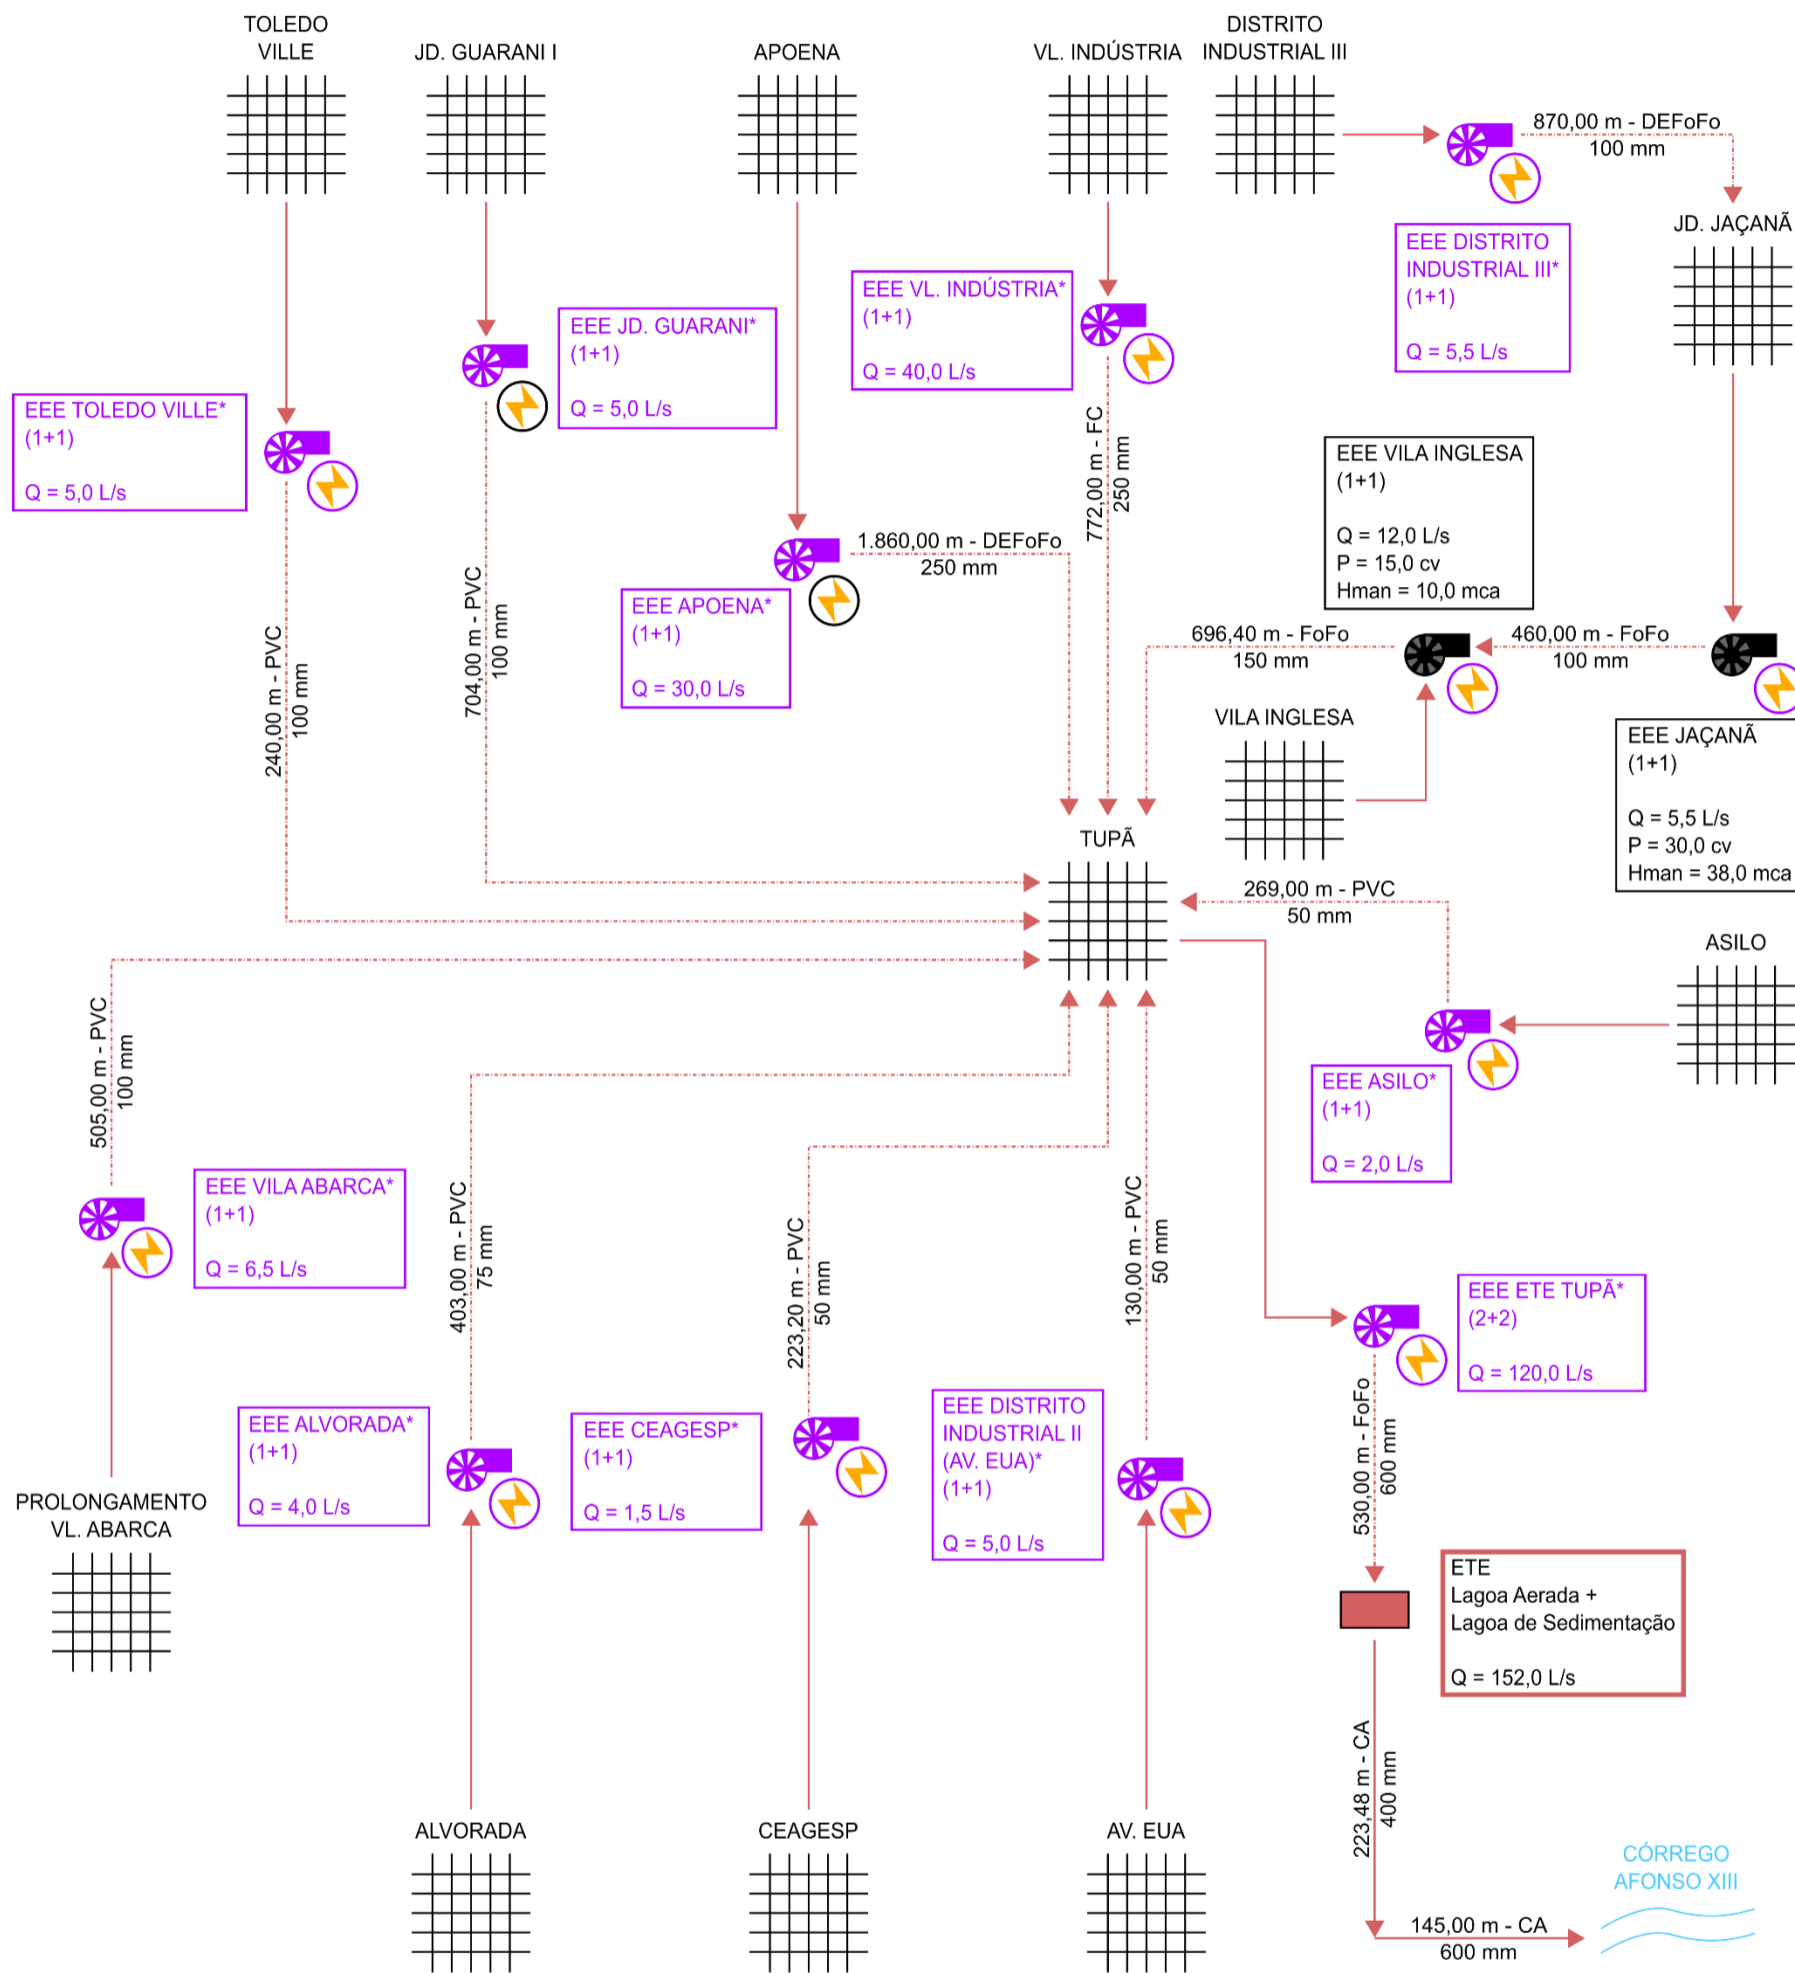 TOLEDO
VILLE
JD. GUARANI I
APOENA
VL. INDÚSTRIA
DISTRITO
INDUSTRIAL III
870,00 m - DEFoFo
100 mm
JD. JAÇANÃ
EEE DISTRITO
INDUSTRIAL III*
(1+1)
Q = 5,5 L/s
EEE VL. INDÚSTRIA*
(1+1)
Q = 40,0 L/s
EEE JD. GUARANI*
(1+1)
Q = 5,0 L/s
EEE TOLEDO VILLE*
(1+1)
Q = 5,0 L/s
772,00 m - FC
250 mm
EEE VILA INGLESA
(1+1)
Q = 12,0 L/s
P = 15,0 cv
Hman = 10,0 mca
1.860,00 m - DEFoFo
250 mm
EEE APOENA*
(1+1)
Q = 30,0 L/s
240,00 m - PVC
100 mm
704,00 m - PVC
100 mm
696,40 m - FoFo
150 mm
460,00 m - FoFo
100 mm
VILA INGLESA
EEE JAÇANÃ
(1+1)
Q = 5,5 L/s
P = 30,0 cv
Hman = 38,0 mca
TUPÃ
269,00 m - PVC
50 mm
ASILO
505,00 m - PVC
100 mm
EEE ASILO*
(1+1)
Q = 2,0 L/s
EEE VILA ABARCA*
(1+1)
Q = 6,5 L/s
403,00 m - PVC
75 mm
223,20 m - PVC
50 mm
130,00 m - PVC
50 mm
EEE ETE TUPÃ*
(2+2)
Q = 120,0 L/s
530,00 m - FoFo
600 mm
EEE ALVORADA*
(1+1)
Q = 4,0 L/s
EEE CEAGESP*
(1+1)
Q = 1,5 L/s
EEE DISTRITO
INDUSTRIAL II
(AV. EUA)*
(1+1)
Q = 5,0 L/s
PROLONGAMENTO
VL. ABARCA
ETE
Lagoa Aerada +
Lagoa de Sedimentação
Q = 152,0 L/s
223,48 m - CA
400 mm
ALVORADA
CEAGESP
AV. EUA
CÓRREGO
AFONSO XIII
145,00 m - CA
600 mm